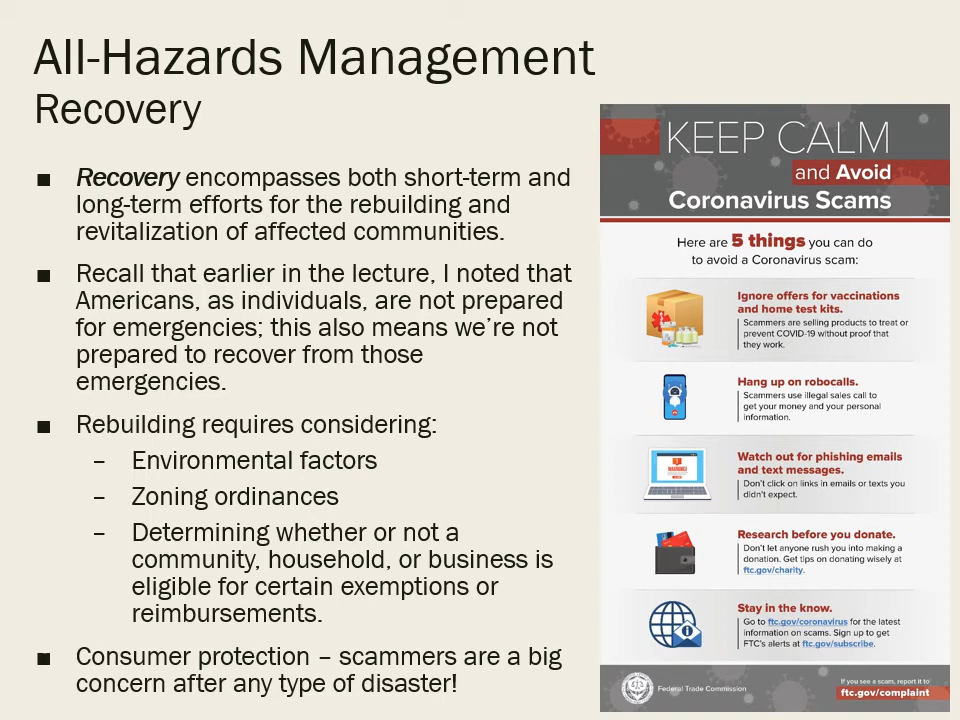 All-Hazards Management
Recovery
■ Recovery encompasses both short-term and
long-term efforts for the rebuilding and
revitalization of affected communities.
■ Recall that earlier in the lecture, I noted that
Americans, as individuals, are not prepared
for emergencies; this also means we’re not
prepared to recover from those
emergencies.
■ Rebuilding requires considering:
– Environmental factors
– Zoning ordinances
– Determining whether or not a
community, household, or business is
eligible for certain exemptions or
reimbursements.
■ Consumer protection – scammers are a big
concern after any type of disaster!
KEEP CALM
and Avoid
Coronavirus Scams
Here are 5 things you can do
to avoid a Coronavirus scam:
Ignore offers for vaccinations
and home test kits.
Scammers are selling products to treat or
prevent COVID-19 without proof that
they work.
Hang up on robocalls.
Scammers use illegal sales call to
get your money and your personal
information.
WARNING!
Watch out for phishing emails
and text messages.
Don’t click on links in emails or texts you
didn’t expect.
Research before you donate.
Don’t let anyone rush you into making a
donation. Get tips on donating wisely at
ftc.gov/charity.
Stay in the know.
Go to ftc.gov/coronavirus for the latest
information on scams. Sign up to get
FTC’s alerts at ftc.gov/subscribe.
Federal Trade Commission
If you see a scam, report it to
ftc.gov/complaint